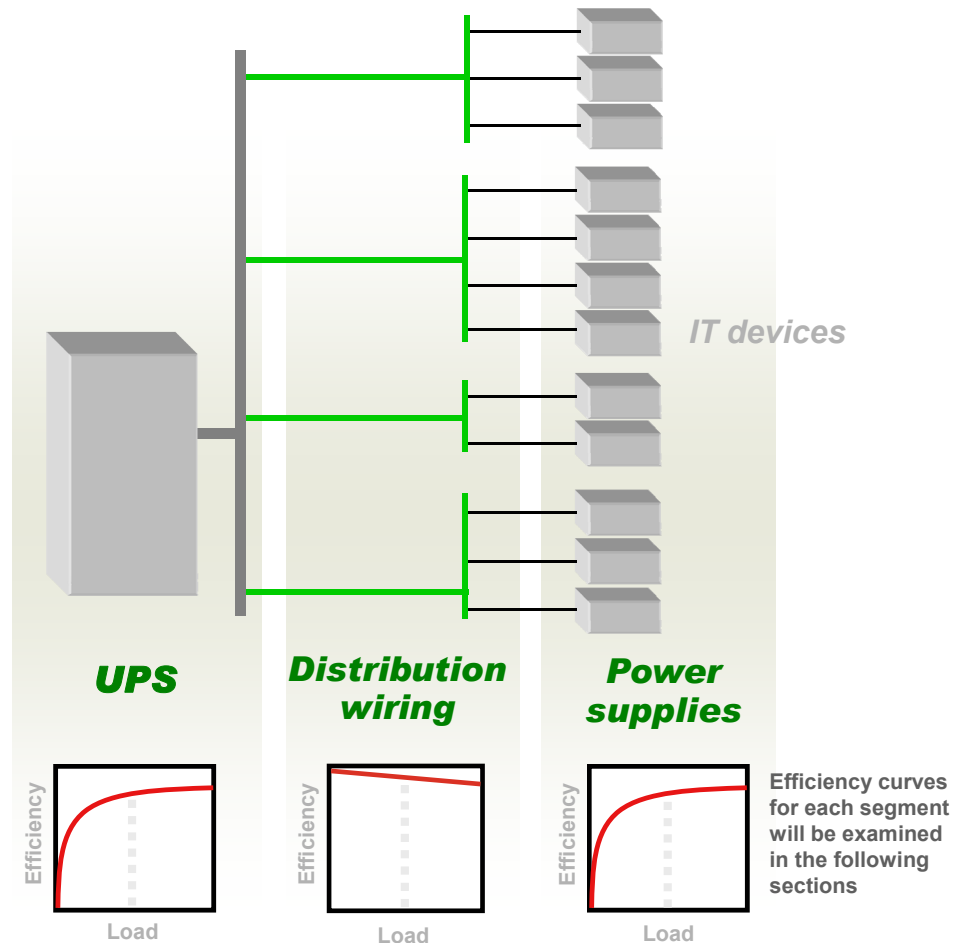 IT devices
UPS
Distribution
wiring
Power
supplies
Efficiency
Load
Efficiency
Load
Efficiency
Load
Efficiency curves
for each segment
will be examined
in the following
sections